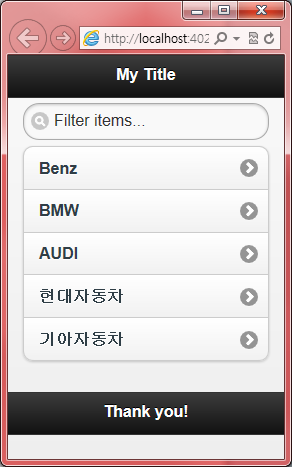 http://localhost:402
My Title
Filter items...
Benz
BMW
AUDI
현대자동차
기아자동차
Thank you!